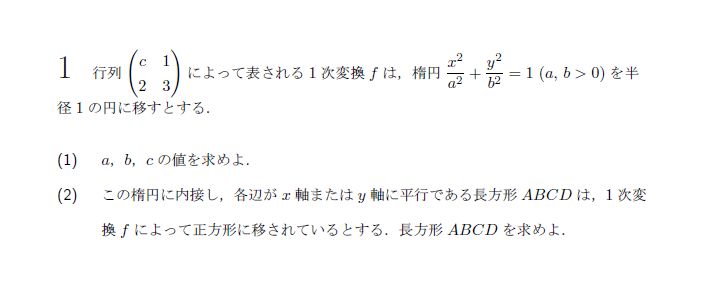 1 行列 \begin{pmatrix} c & 1 \\ 2 & 3 \end{pmatrix} によって表される 1 次変換 f は，楕円 \frac{x^2}{a^2} + \frac{y^2}{b^2} = 1 (a, b > 0) を半
径 1 の円に移すとする．
(1) a，b，c の値を求めよ．
(2) この楕円に内接し，各辺が x 軸または y 軸に平行である長方形 ABCD は，1 次変
換 f によって正方形に移されているとする．長方形 ABCD を求めよ．